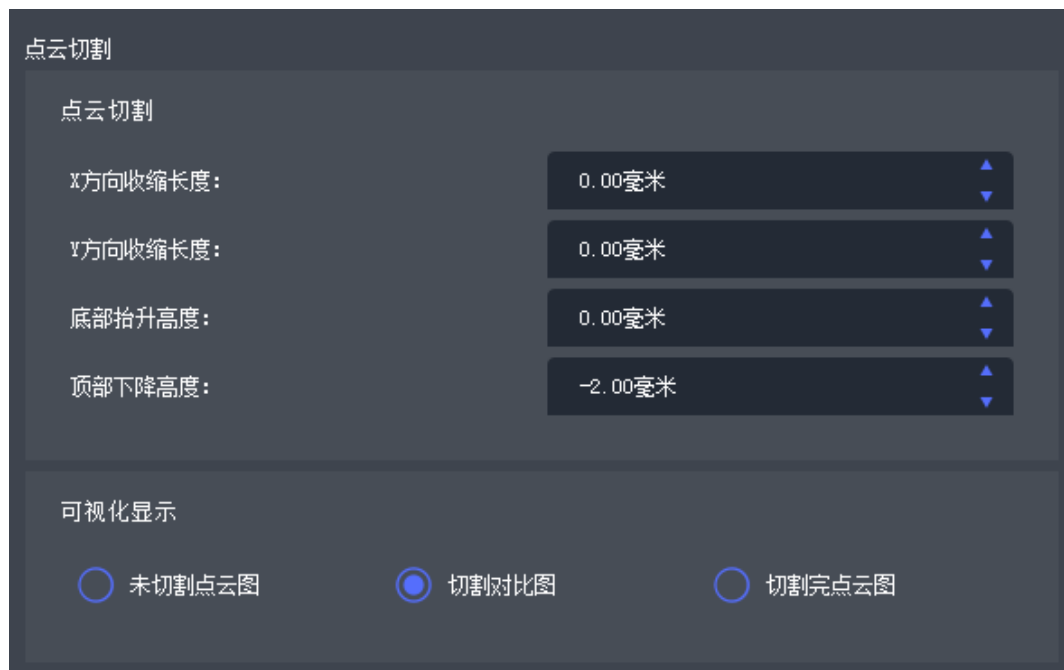 点云切割
点云切割
X方向收缩长度: 0.00毫米
Y方向收缩长度: 0.00毫米
底部抬升高度: 0.00毫米
顶部下降高度: -2.00毫米
可视化显示
未切割点云图 切割对比图 切割完点云图